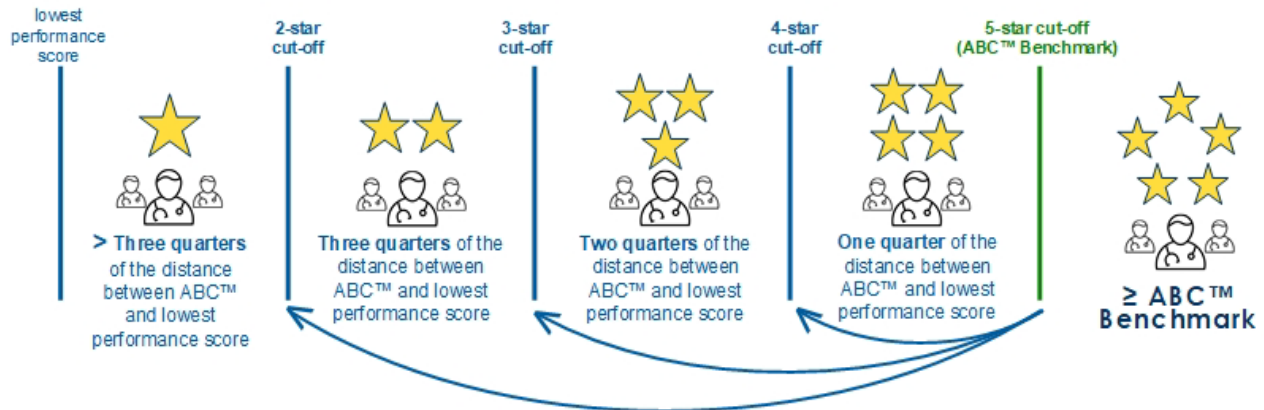 lowest
performance
score
2-star
cut-off
3-star
cut-off
4-star
cut-off
5-star cut-off
(ABC™ Benchmark)
> Three quarters
of the distance
between ABC™
and lowest
performance score
Three quarters of the
distance between
ABC™ and lowest
performance score
Two quarters of the
distance between
ABC™ and lowest
performance score
One quarter of the
distance between
ABC™ and lowest
performance score
≥ ABC™
Benchmark